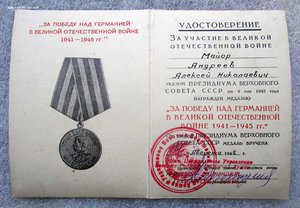 „ЗА ПОБЕДУ НАД ГЕРМАНИЕЙ
В ВЕЛИКОЙ ОТЕЧЕСТВЕННОЙ ВОЙНЕ
1941—1945 гг."
УДОСТОВЕРЕНИЕ
ЗА УЧАСТИЕ В ВЕЛИКОЙ
ОТЕЧЕСТВЕННОЙ ВОЙНЕ
Майор
Андреев
Алексей Николаевич
УКАЗОМ ПРЕЗИДИУМА ВЕРХОВНОГО
СОВЕТА СССР от 9 мая 1945 года
НАГРАЖДЕН МЕДАЛЬЮ
„ЗА ПОБЕДУ НАД ГЕРМАНИЕЙ
В ВЕЛИКОЙ ОТЕЧЕСТВЕННОЙ
ВОЙНЕ 1941—1945 гг."
ПРЕЗИДИУМА ВЕРХОВНОГО
СОВЕТА СССР МЕДАЛЬ ВРУЧЕНА
1945 г.